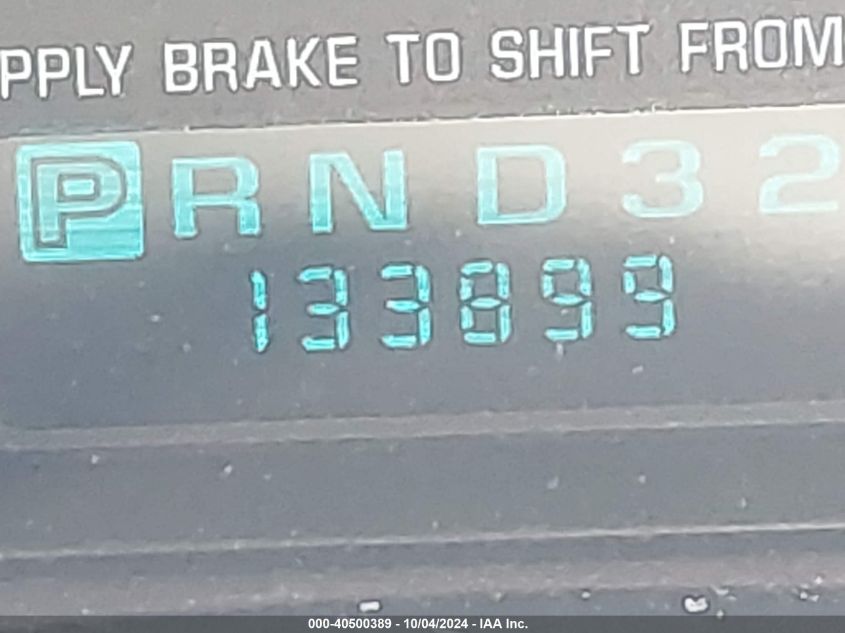 PPLY BRAKE TO SHIFT FROM
P R N D 3 2
133899
000-40500389 - 10/04/2024 - IAA Inc.